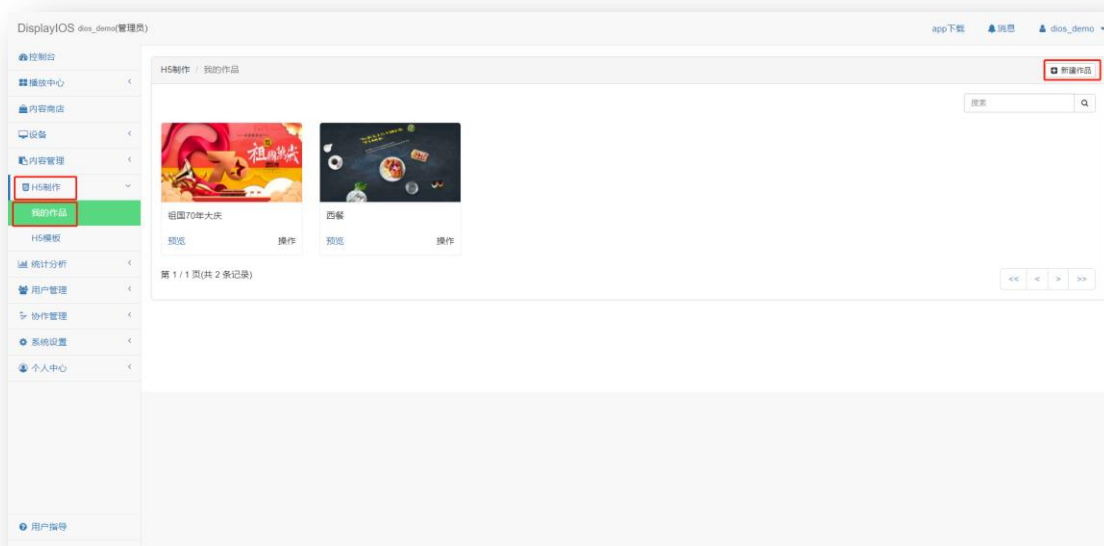 DisplayIOS dios_demo(管理员)
app下载
消息
dios_demo
控制台
播放中心
内容商店
设备
内容管理
H5制作
我的作品
H5模板
统计分析
用户管理
协作管理
系统设置
个人中心
用户指导
H5制作 / 我的作品
新建作品
搜索
祖国70年大庆
预览 操作
西餐
预览 操作
第 1 / 1 页(共 2 条记录)
<< < > >>